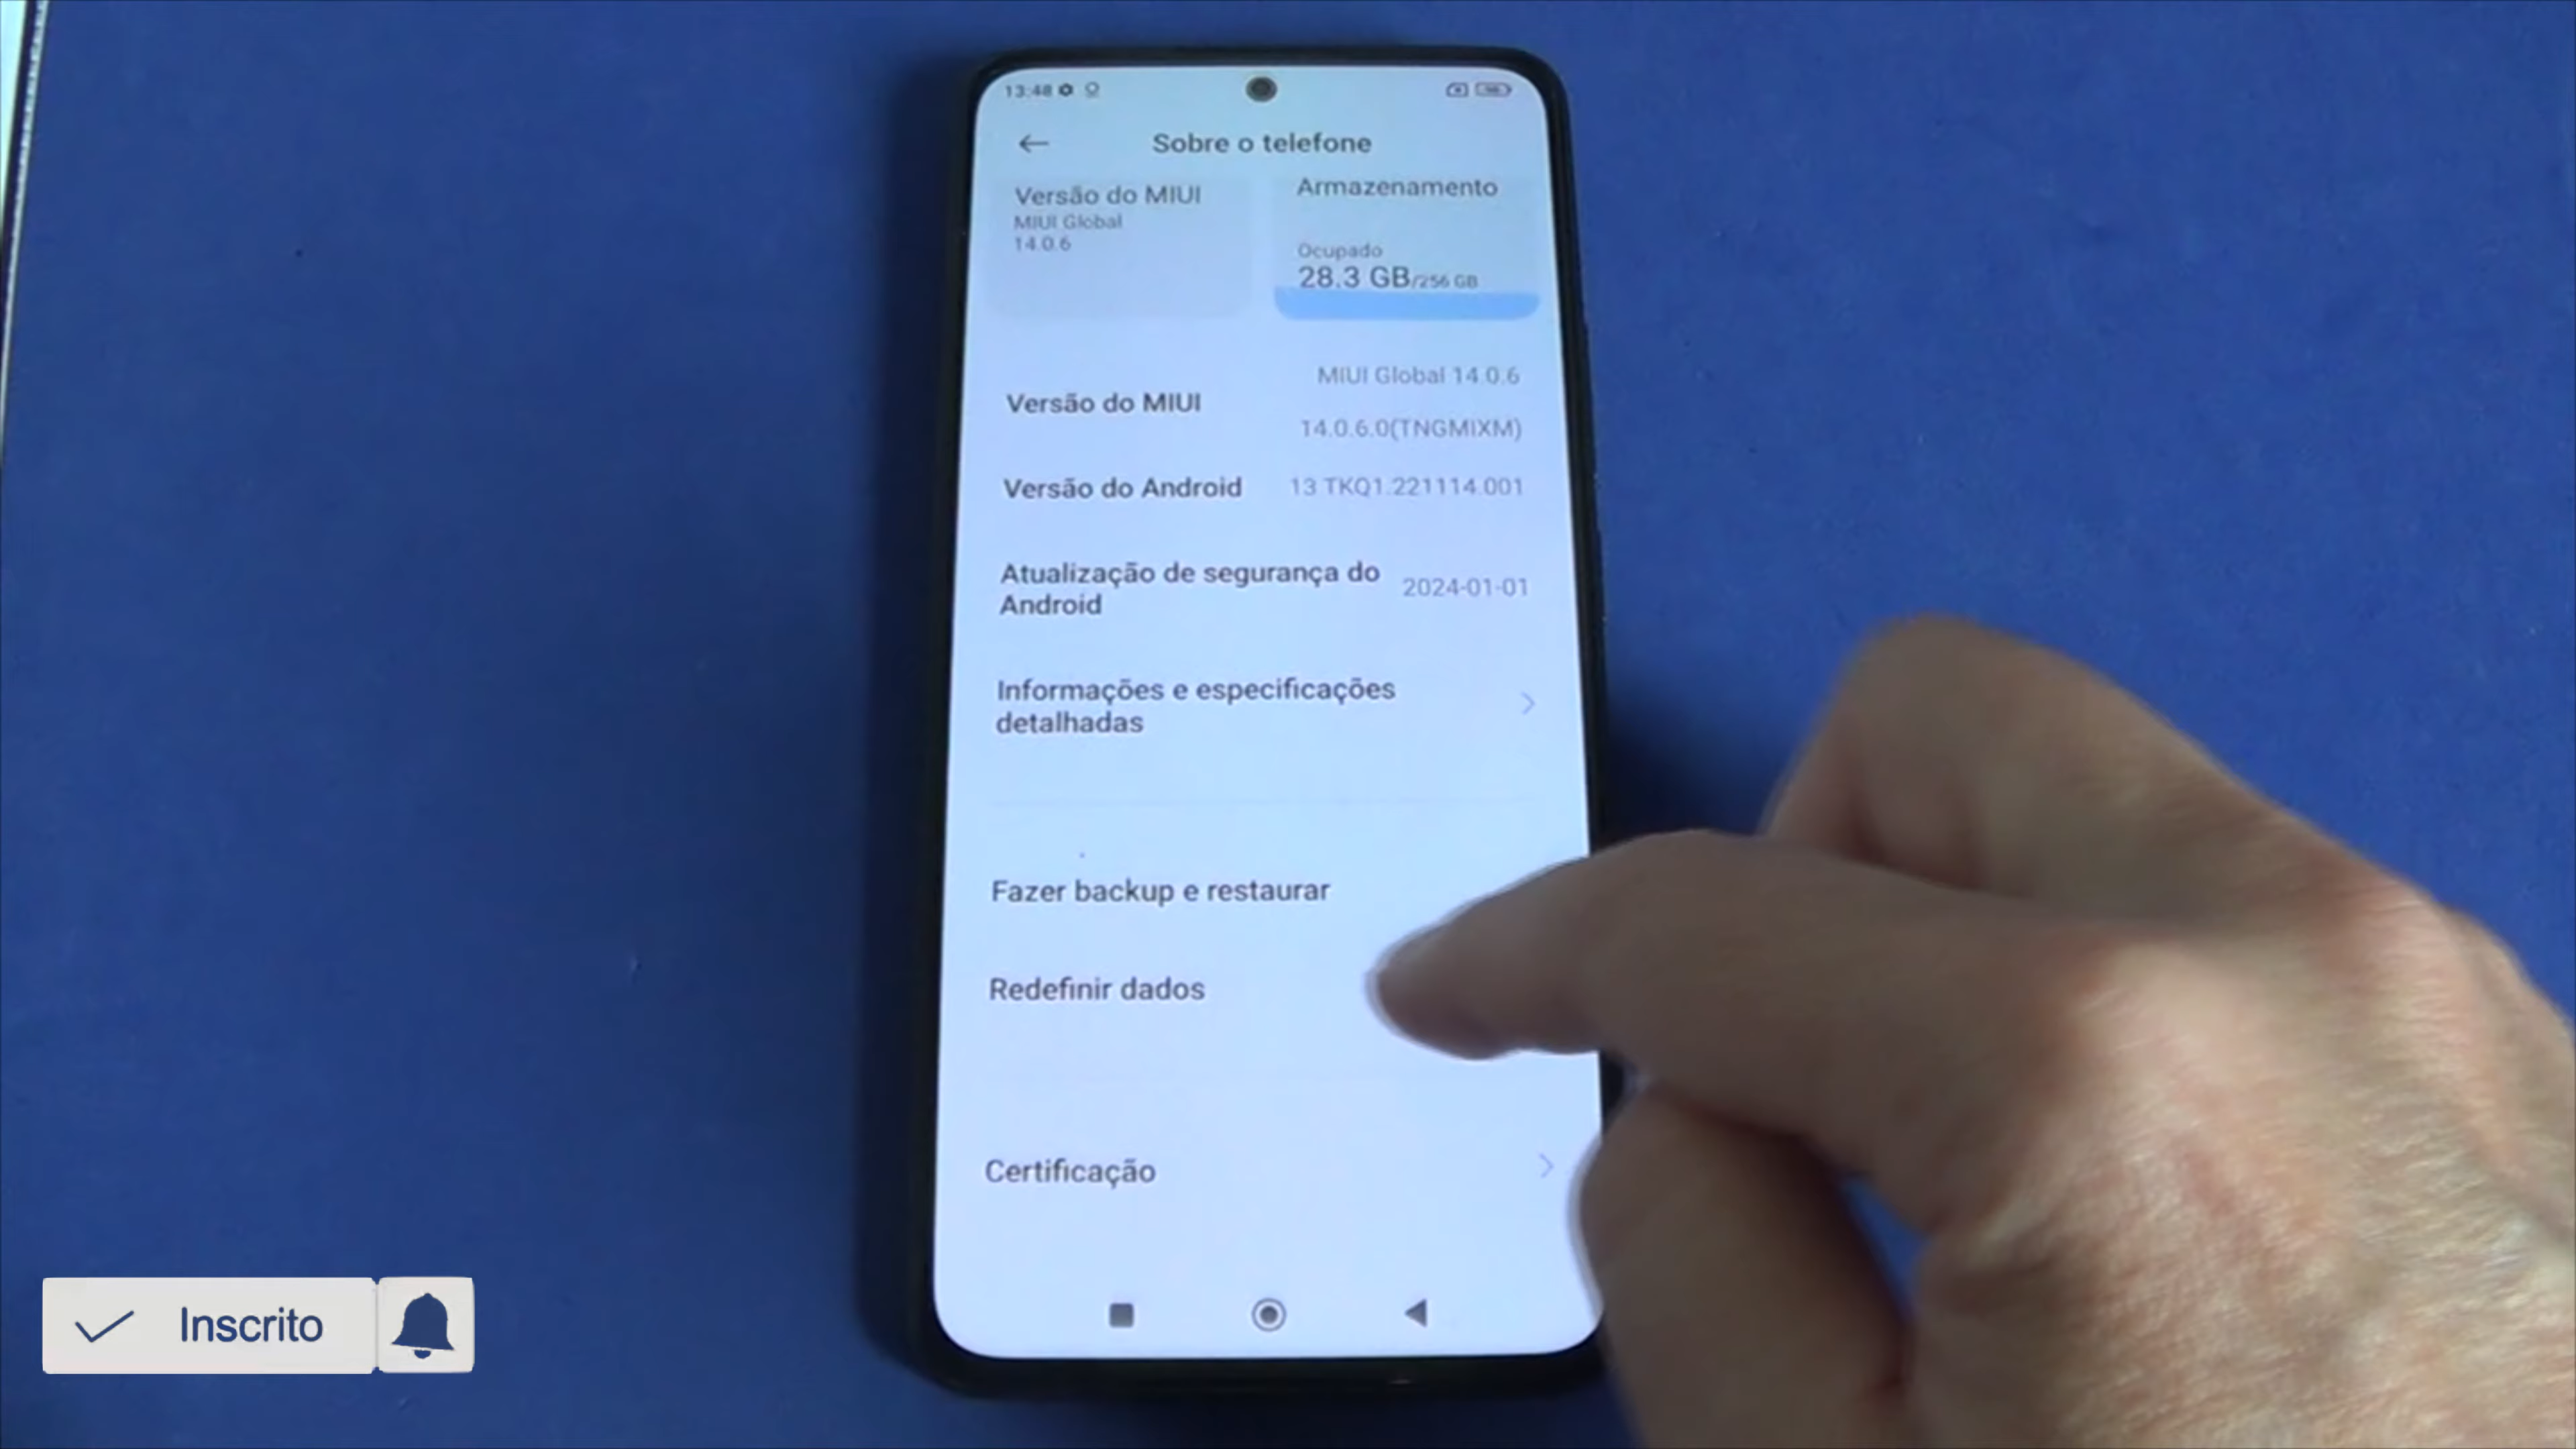 13:48
Sobre o telefone
Versão do MIUI
MIUI Global
14.0.6
Armazenamento
Ocupado
28.3 GB/256 GB
Versão do MIUI
MIUI Global 14.0.6
14.0.6.0(TNGMIXM)
Versão do Android
13 TKQ1.221114.001
Atualização de segurança do
Android
2024-01-01
Informações e especificações
detalhadas
Fazer backup e restaurar
Redefinir dados
Certificação
Inscrito